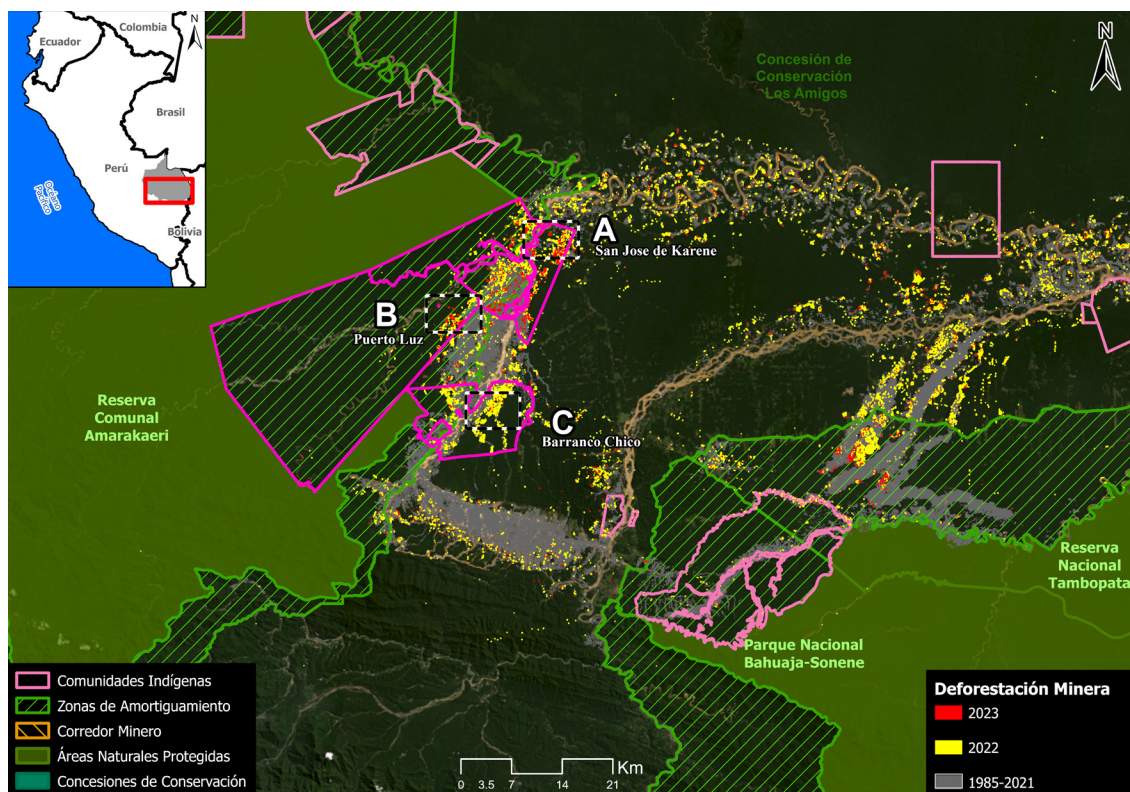 Colombia
N
Ecuador
Brasil
Perú
Océano
Pacífico
Bolivia
Concesión de
Conservación
Los Amigos
N
A
San Jose de Karene
B
Puerto Luz
Reserva
Comunal
Amarakaeri
C
Barranco Chico
Reserva
Nacional
Tambopata
Parque Nacional
Bahuaja-Sonene
Comunidades Indígenas
Zonas de Amortiguamiento
Corredor Minero
Áreas Naturales Protegidas
Concesiones de Conservación
Km
0 3.5 7 14 21
Deforestación Minera
2023
2022
1985-2021